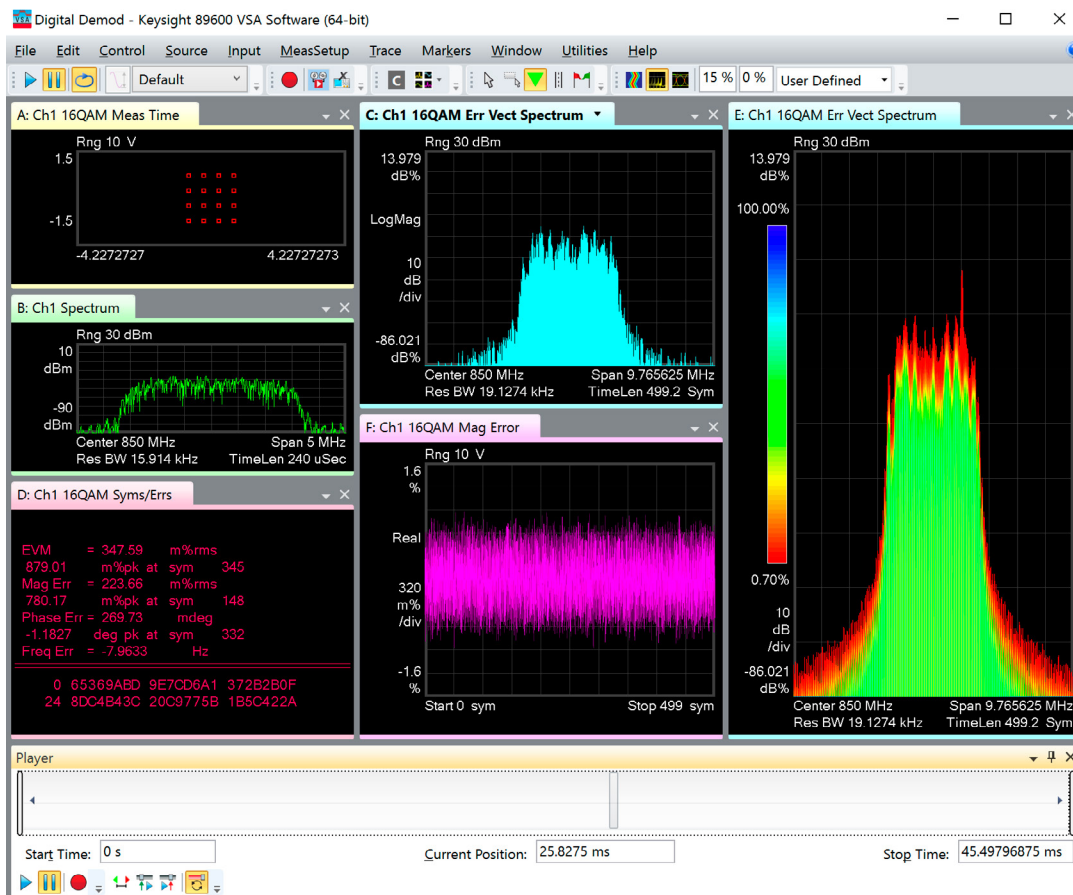 Digital Demod - Keysight 89600 VSA Software (64-bit)
File Edit Control Source Input MeasSetup Trace Markers Window Utilities Help
Default
C
15 % 0 % User Defined
A: Ch1 16QAM Meas Time
Rng 10 V
1.5
-1.5
-4.2272727 4.22727273
B: Ch1 Spectrum
Rng 30 dBm
10
dBm
-90
dBm
Center 850 MHz Span 5 MHz
Res BW 15.914 kHz TimeLen 240 uSec
D: Ch1 16QAM Syms/Errs
EVM = 347.59 m%rms
879.01 m%pk at sym 345
Mag Err = 223.66 m%rms
780.17 m%pk at sym 148
Phase Err = 269.73 mdeg
-1.1827 deg pk at sym 332
Freq Err = -7.9633 Hz
0 65369ABD 9E7CD6A1 372B2B0F
24 8DC4B43C 20C9775B 1B5C422A
C: Ch1 16QAM Err Vect Spectrum
Rng 30 dBm
13.979
dB%
LogMag
10
dB
/div
-86.021
dB%
Center 850 MHz Span 9.765625 MHz
Res BW 19.1274 kHz TimeLen 499.2 Sym
F: Ch1 16QAM Mag Error
Rng 10 V
1.6
%
Real
320
m%
/div
-1.6
%
Start 0 sym Stop 499 sym
E: Ch1 16QAM Err Vect Spectrum
Rng 30 dBm
13.979
dB%
100.00%
0.70%
10
dB
/div
-86.021
dB%
Center 850 MHz Span 9.765625 MHz
Res BW 19.1274 kHz TimeLen 499.2 Sym
Player
Start Time: 0 s Current Position: 25.8275 ms Stop Time: 45.49796875 ms